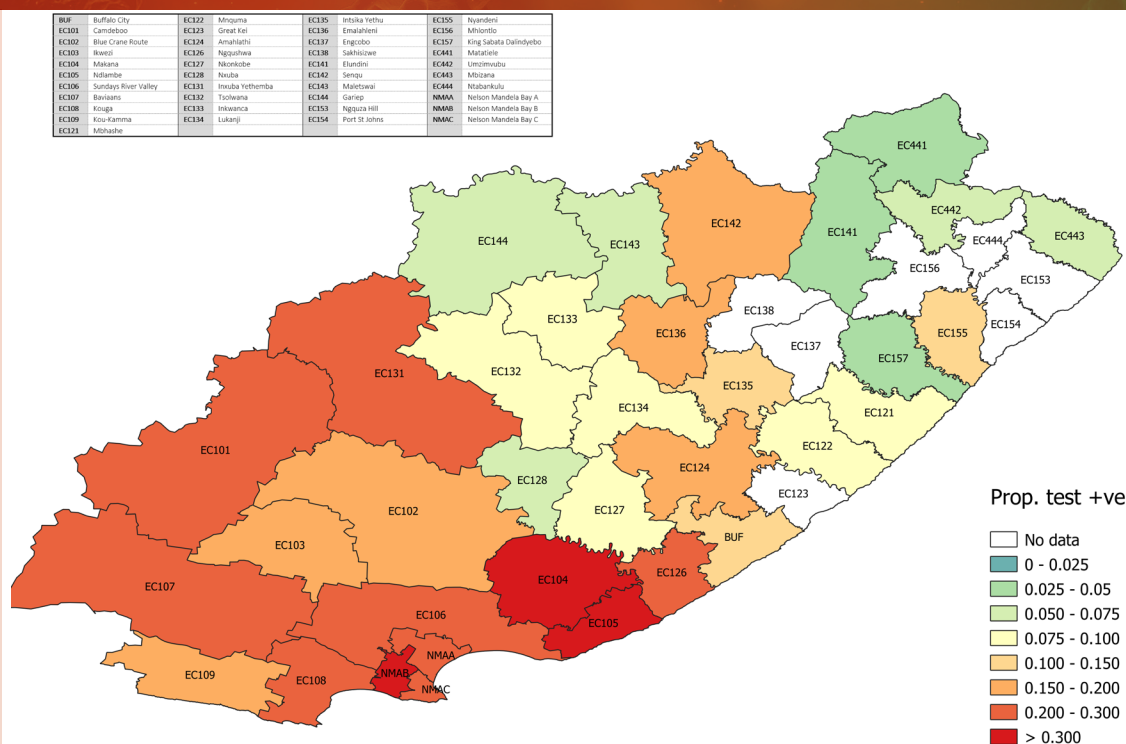 BUF Buffalo City EC122 Mnquma EC135 Intsika Yethu EC155 Nyandeni
EC101 Camdeboo EC123 Great Kei EC136 Emalahleni EC156 Mhlontlo
EC102 Blue Crane Route EC124 Amahlathi EC137 Engcobo EC157 King Sabata Dalindyebo
EC103 Ikwezi EC126 Ngqushwa EC138 Sakhisizwe EC441 Matatiele
EC104 Makana EC127 Nkonkobe EC141 Elundini EC442 Umzimvubu
EC105 Ndlambe EC128 Nxuba EC142 Senqu EC443 Mbizana
EC106 Sundays River Valley EC131 Inxuba Yethemba EC143 Maletswai EC444 Ntabankulu
EC107 Baviaans EC132 Tsolwana EC144 Gariep NMAA Nelson Mandela Bay A
EC108 Kouga EC133 Inkwanca EC153 Ngquza Hill NMAB Nelson Mandela Bay B
EC109 Kou-Kamma EC134 Lukanji EC154 Port St Johns NMAC Nelson Mandela Bay C
EC121 Mbhashe
EC441
EC442
EC443
EC444
EC141
EC142
EC143
EC144
EC156
EC153
EC138
EC133
EC136
EC137
EC157
EC155
EC154
EC131
EC132
EC135
EC134
EC121
EC122
EC101
EC124
EC128
EC123
EC102
EC127
BUF
EC103
EC104
EC126
EC107
EC106
EC105
NMAA
NMAB
NMAC
EC109
EC108
Prop. test +ve
No data
0 - 0.025
0.025 - 0.05
0.050 - 0.075
0.075 - 0.100
0.100 - 0.150
0.150 - 0.200
0.200 - 0.300
> 0.300